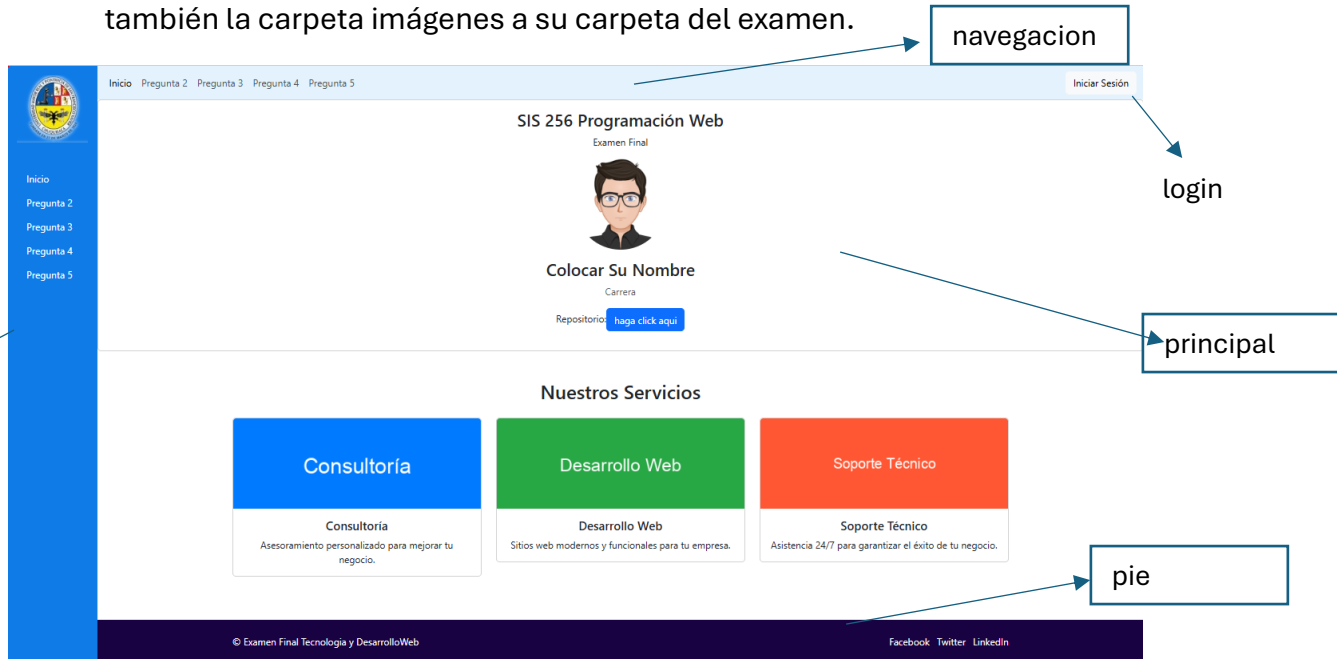 también la carpeta imágenes a su carpeta del examen.
navegacion
Inicio Pregunta 2 Pregunta 3 Pregunta 4 Pregunta 5
Iniciar Sesión
SIS 256 Programación Web
Examen Final
login
Inicio
Pregunta 2
Pregunta 3
Pregunta 4
Pregunta 5
Colocar Su Nombre
Carrera
Repositorio: haga click aqui
principal
Nuestros Servicios
Consultoría
Desarrollo Web
Soporte Técnico
Consultoría
Asesoramiento personalizado para mejorar tu
negocio.
Desarrollo Web
Sitios web modernos y funcionales para tu empresa.
Soporte Técnico
Asistencia 24/7 para garantizar el éxito de tu negocio.
pie
© Examen Final Tecnologia y DesarrolloWeb
Facebook Twitter LinkedIn